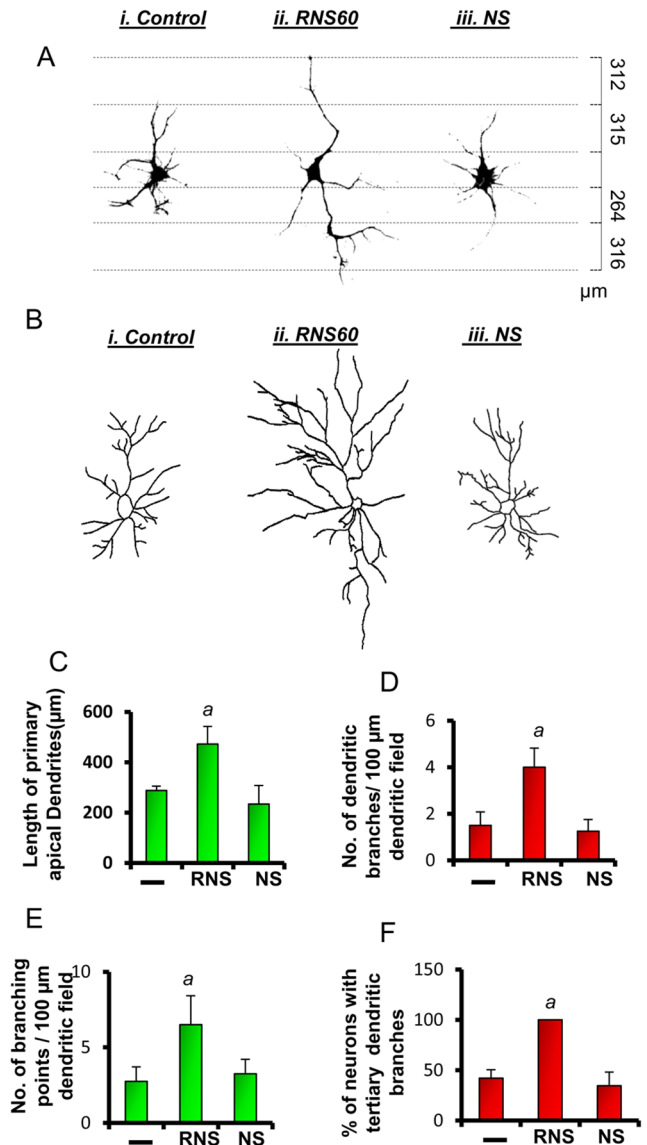 i. Control ii. RNS60 iii. NS
A
312
315
264
316
µm
B
i. Control ii. RNS60 iii. NS
C
Length of primary
apical Dendrites(µm)
600
400
200
0
a
RNS NS
D
No. of dendritic
branches/ 100 µm
dendritic field
6
4
2
0
a
RNS NS
E
No. of branching
points / 100 µm
dendritic field
10
5
0
a
RNS NS
F
% of neurons with
tertiary dendritic
branches
150
100
50
0
a
RNS NS